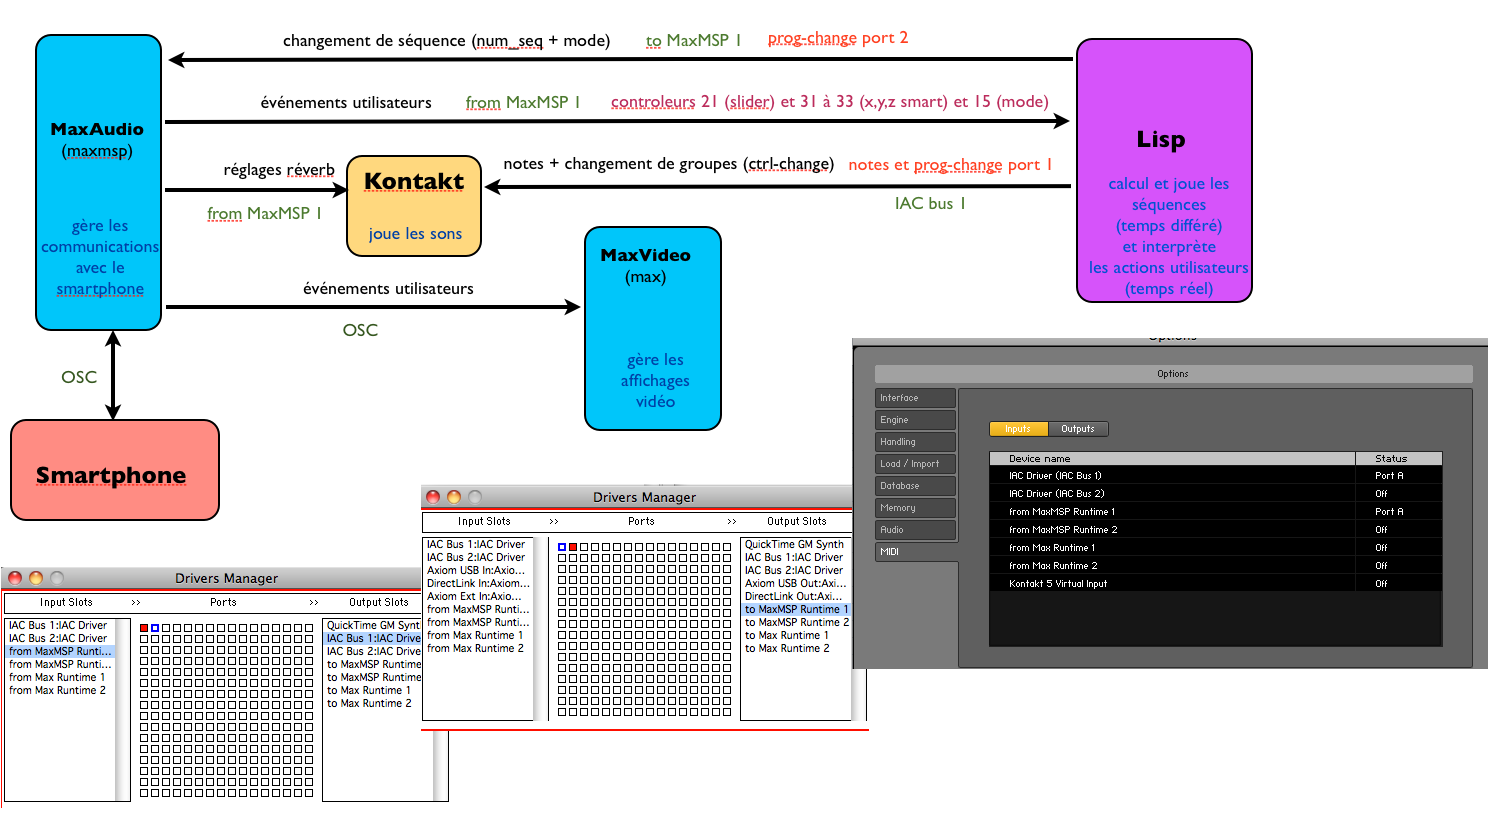 changement de séquence (num_seq + mode) to MaxMSP 1 prog-change port 2
événements utilisateurs from MaxMSP 1 controleurs 21 (slider) et 31 à 33 (x,y,z smart) et 15 (mode)
MaxAudio
(maxmsp)
gère les
communications
avec le
smartphone
réglages réverb
from MaxMSP 1
Kontakt
joue les sons
notes + changement de groupes (ctrl-change) notes et prog-change port 1
IAC bus 1
Lisp
calcul et joue les
séquences
(temps différé)
et interprète
les actions utilisateurs
(temps réel)
MaxVideo
(max)
gère les
affichages
vidéo
événements utilisateurs
OSC
OSC
Smartphone
Options
Options
Interface
Engine
Handling
Load / Import
Database
Memory
Audio
MIDI
Inputs Outputs
Device name Status
IAC Driver (IAC Bus 1) Port A
IAC Driver (IAC Bus 2) Off
from MaxMSP Runtime 1 Port A
from MaxMSP Runtime 2 Off
from Max Runtime 1 Off
from Max Runtime 2 Off
Kontakt 5 Virtual Input Off
Drivers Manager
Input Slots >> Ports >> Output Slots
IAC Bus 1:IAC Driver
IAC Bus 2:IAC Driver
Axiom USB In:Axio...
DirectLink In:Axiom...
Axiom Ext In:Axio...
from MaxMSP Runti...
from MaxMSP Runti...
from Max Runtime 1
from Max Runtime 2
QuickTime GM Synth
IAC Bus 1:IAC Driver
IAC Bus 2:IAC Driver
Axiom USB Out:Axi...
DirectLink Out:Axi...
to MaxMSP Runtime 1
to MaxMSP Runtime 2
to Max Runtime 1
to Max Runtime 2
Drivers Manager
Input Slots >> Ports >> Output Slots
IAC Bus 1:IAC Driver
IAC Bus 2:IAC Driver
from MaxMSP Runti...
from MaxMSP Runti...
from Max Runtime 1
from Max Runtime 2
QuickTime GM Synt
IAC Bus 1:IAC Drive
IAC Bus 2:IAC Drive
to MaxMSP Runtime
to MaxMSP Runtime
to Max Runtime 1
to Max Runtime 2